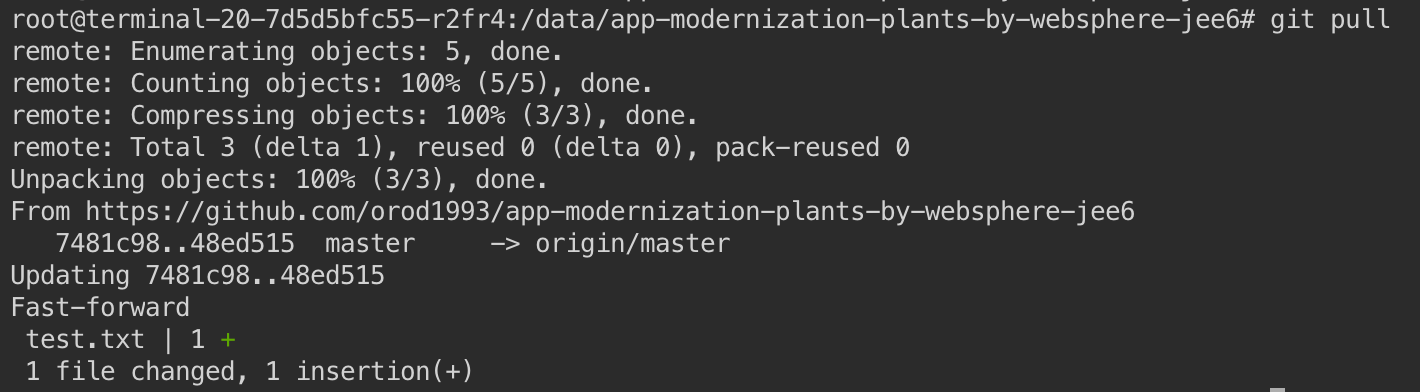 root@terminal-20-7d5d5bfc55-r2fr4:/data/app-modernization-plants-by-websphere-jee6# git pull
remote: Enumerating objects: 5, done.
remote: Counting objects: 100% (5/5), done.
remote: Compressing objects: 100% (3/3), done.
remote: Total 3 (delta 1), reused 0 (delta 0), pack-reused 0
Unpacking objects: 100% (3/3), done.
From https://github.com/orod1993/app-modernization-plants-by-websphere-jee6
   7481c98..48ed515  master     -> origin/master
Updating 7481c98..48ed515
Fast-forward
 test.txt | 1 +
 1 file changed, 1 insertion(+)